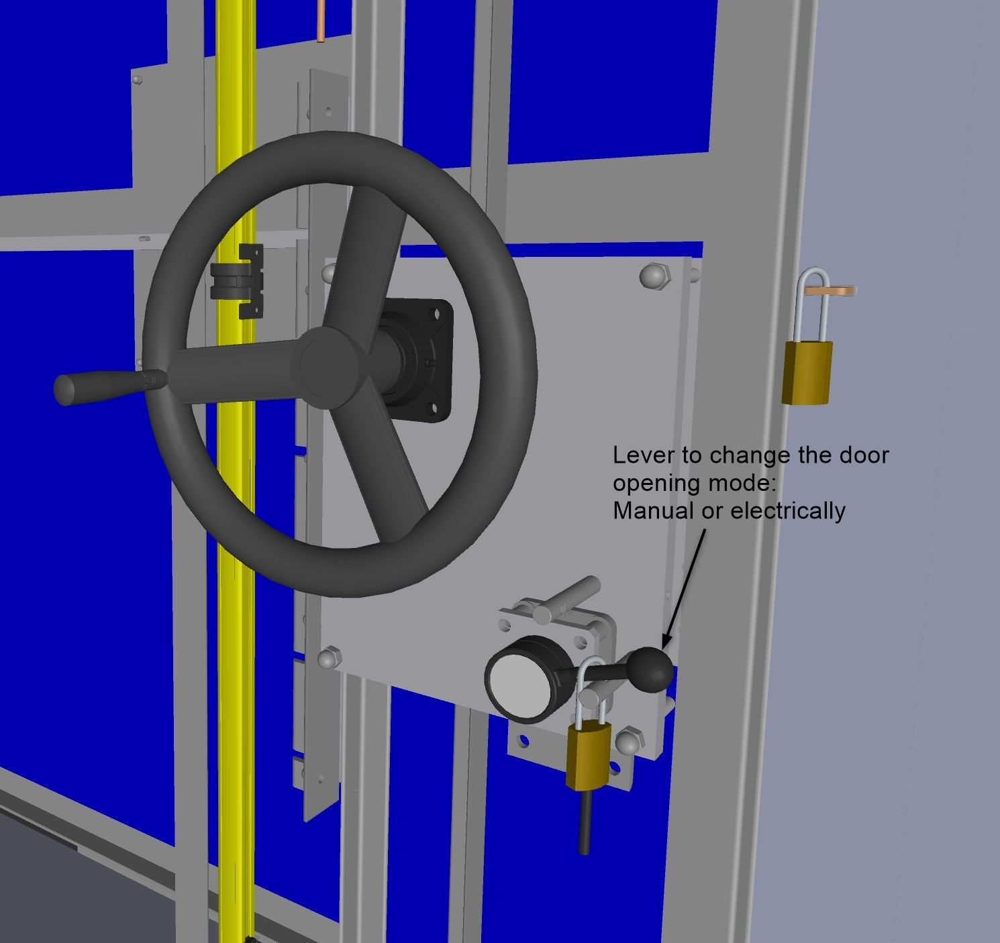 Lever to change the door
opening mode:
Manual or electrically